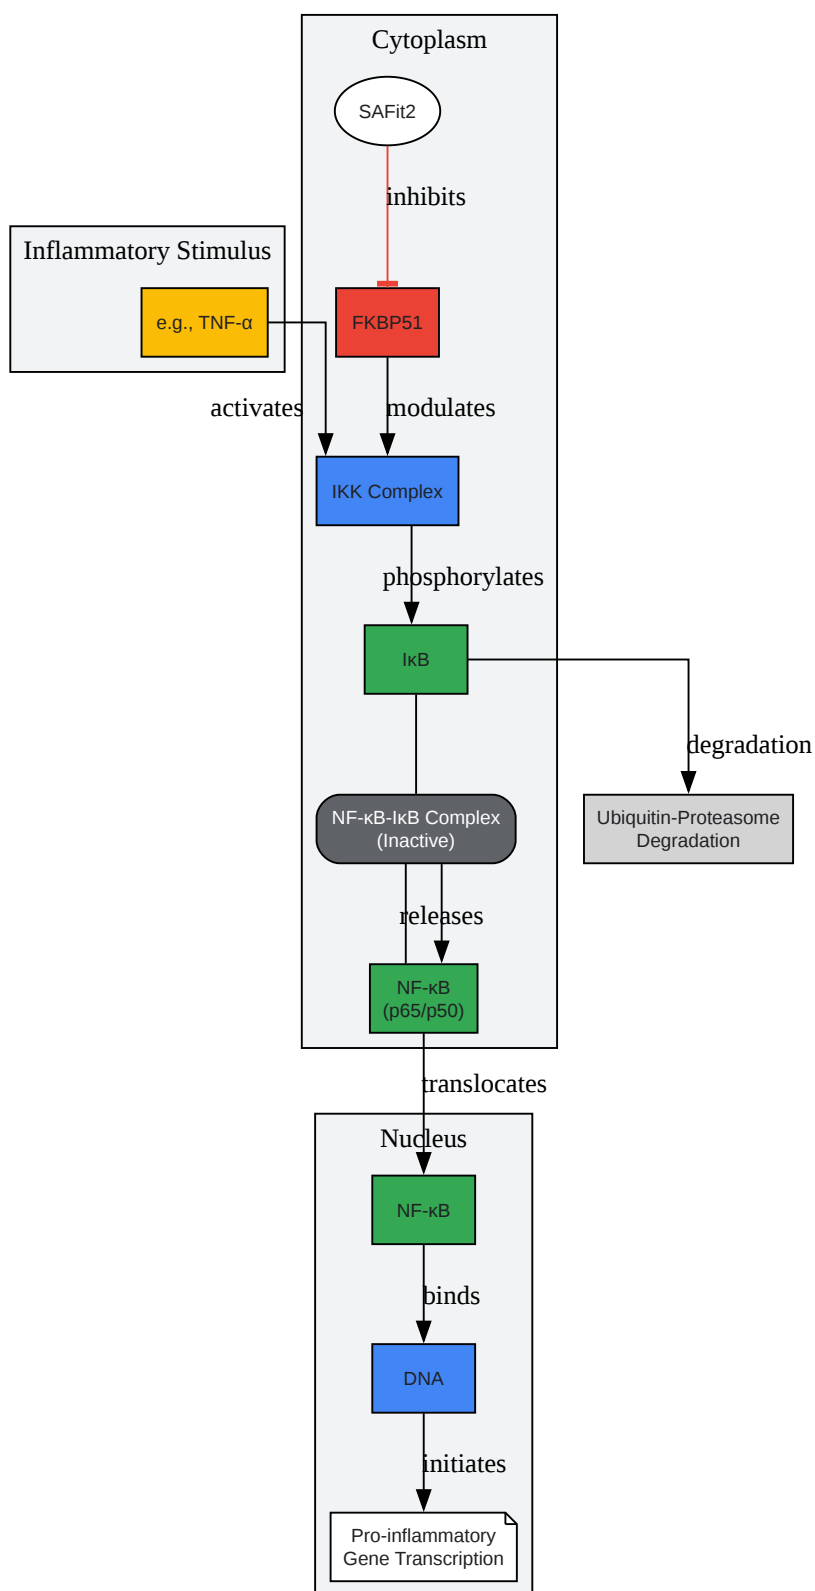 Cytoplasm
SAFit2
inhibits
Inflammatory Stimulus
e.g., TNF-α
FKBP51
activates
modulates
IKK Complex
phosphorylates
IκB
degradation
NF-κB-IκB Complex
(Inactive)
Ubiquitin-Proteasome
Degradation
releases
NF-κB
(p65/p50)
translocates
Nucleus
NF-κB
binds
DNA
initiates
Pro-inflammatory
Gene Transcription